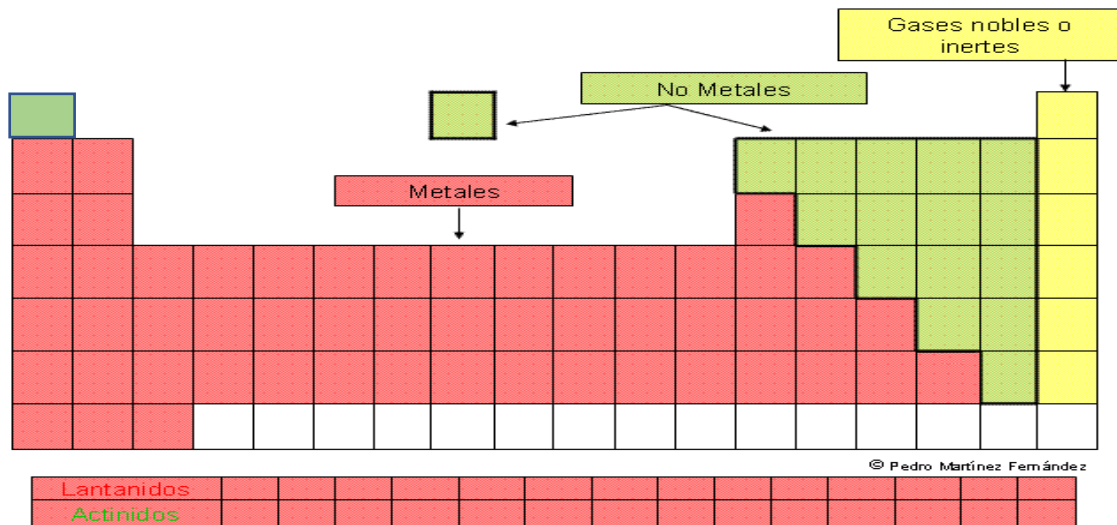 Gases nobles o
inertes
No Metales
Metales
© Pedro Martínez Fernández
Lantanidos
Actinidos